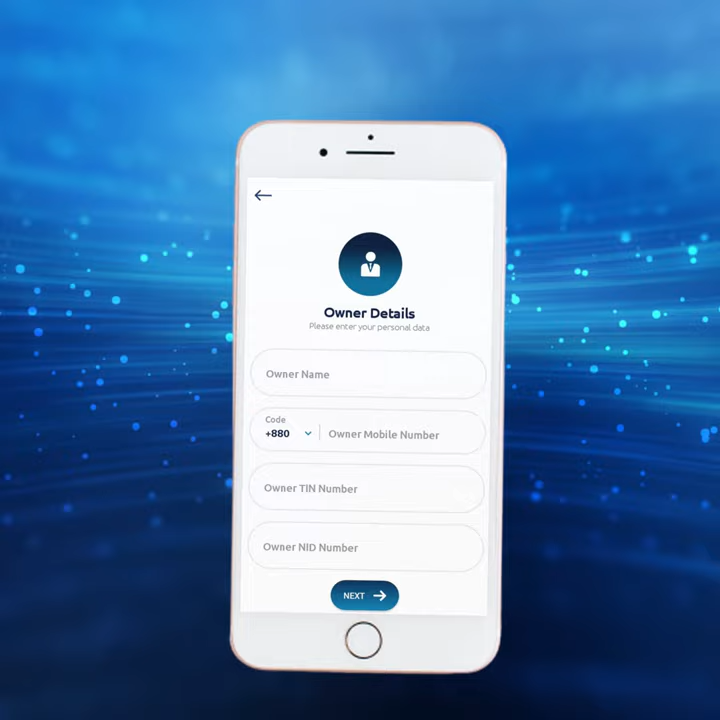 Owner Details
Please enter your personal data
Owner Name
Code
+880
Owner Mobile Number
Owner TIN Number
Owner NID Number
NEXT